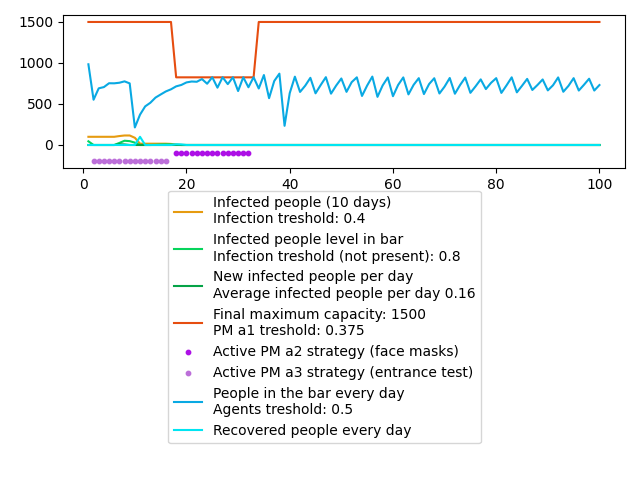 1500
1000
500
0
0 20 40 60 80 100
Infected people (10 days)
Infection treshold: 0.4
Infected people level in bar
Infection treshold (not present): 0.8
New infected people per day
Average infected people per day 0.16
Final maximum capacity: 1500
PM a1 treshold: 0.375
Active PM a2 strategy (face masks)
Active PM a3 strategy (entrance test)
People in the bar every day
Agents treshold: 0.5
Recovered people every day